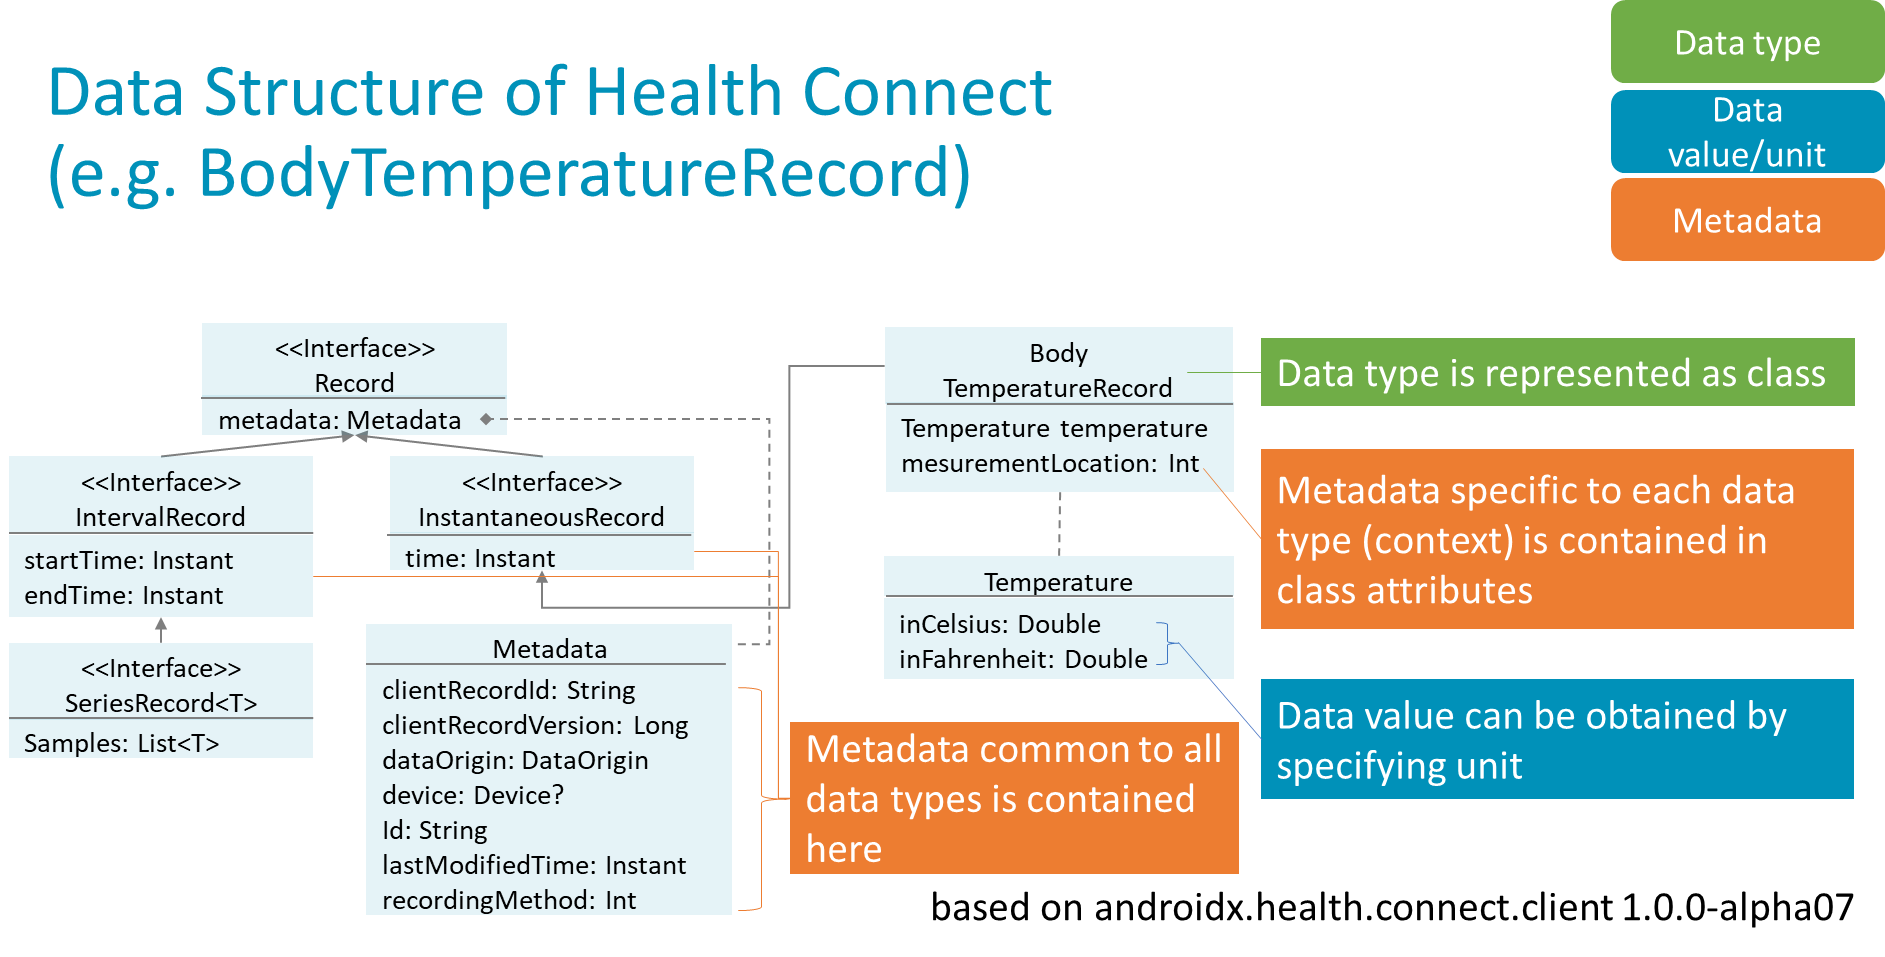 Data Structure of Health Connect
(e.g. BodyTemperatureRecord)
Data type
Data
value/unit
Metadata
<<Interface>>
Record
metadata: Metadata
<<Interface>>
IntervalRecord
startTime: Instant
endTime: Instant
<<Interface>>
InstantaneousRecord
time: Instant
<<Interface>>
SeriesRecord<T>
Samples: List<T>
Metadata
clientRecordId: String
clientRecordVersion: Long
dataOrigin: DataOrigin
device: Device?
Id: String
lastModifiedTime: Instant
recordingMethod: Int
Body
TemperatureRecord
Temperature temperature
mesurementLocation: Int
Temperature
inCelsius: Double
inFahrenheit: Double
Data type is represented as class
Metadata specific to each data
type (context) is contained in
class attributes
Data value can be obtained by
specifying unit
Metadata common to all
data types is contained
here
based on androidx.health.connect.client 1.0.0-alpha07